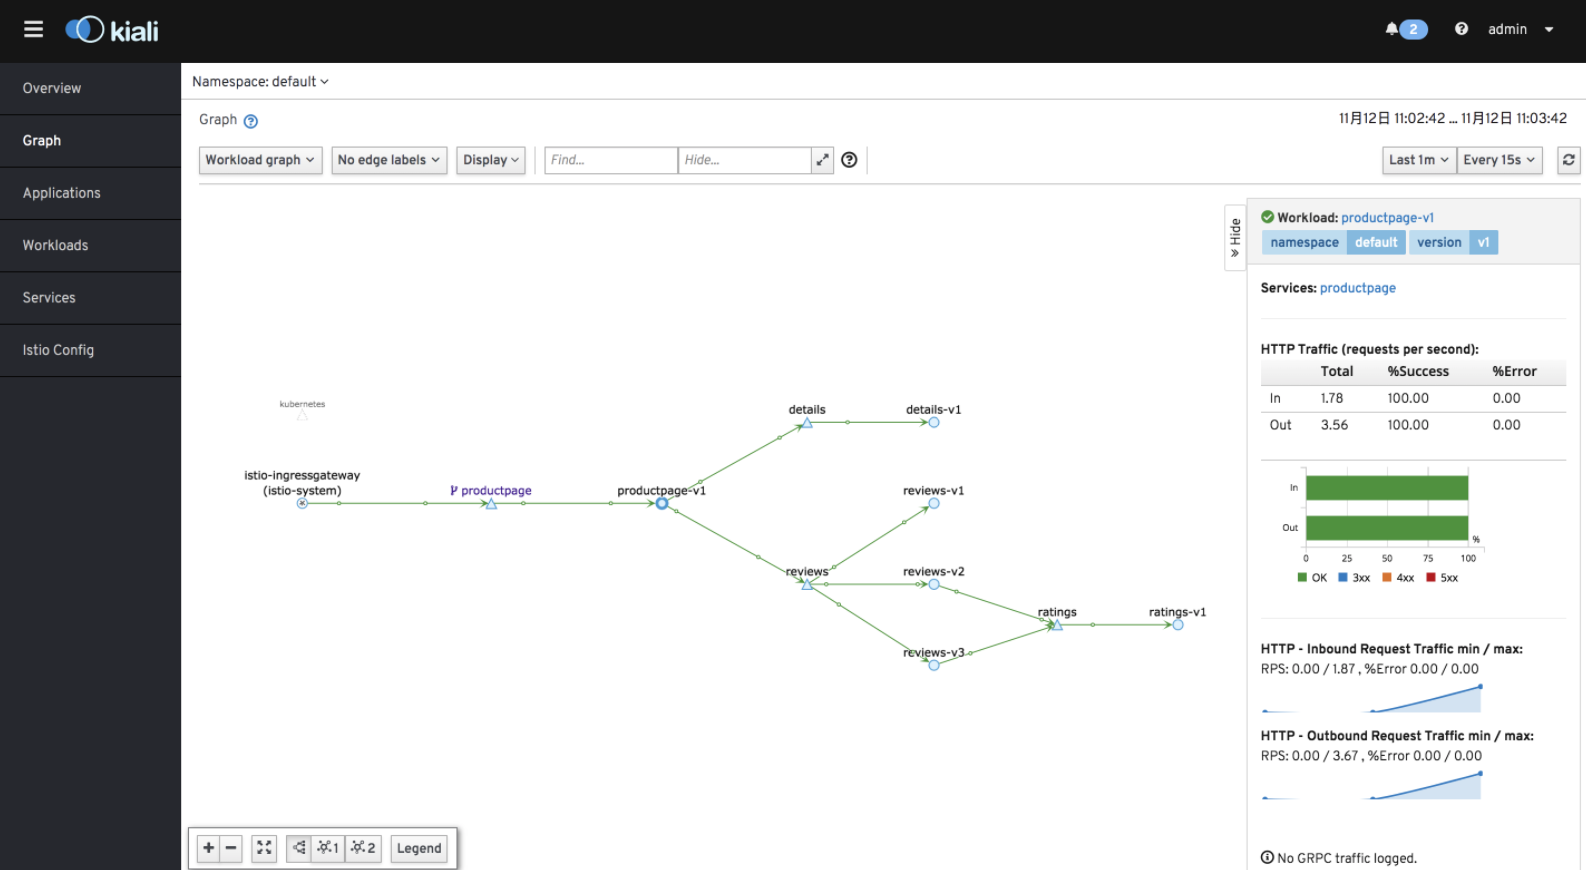 kiali
2
admin
Overview
Graph
Applications
Workloads
Services
Istio Config
Namespace: default
Graph
11月12日 11:02:42 ... 11月12日 11:03:42
Workload graph
No edge labels
Display
Find...
Hide...
Last 1m
Every 15s
kubernetes
istio-ingressgateway
(istio-system)
productpage
productpage-v1
details
details-v1
reviews-v1
reviews
reviews-v2
reviews-v3
ratings
ratings-v1
1
2
Legend
» Hide
Workload: productpage-v1
namespace default version v1
Services: productpage
HTTP Traffic (requests per second):
Total %Success %Error
In 1.78 100.00 0.00
Out 3.56 100.00 0.00
In
Out
%
0 25 50 75 100
OK 3xx 4xx 5xx
HTTP - Inbound Request Traffic min / max:
RPS: 0.00 / 1.87 , %Error 0.00 / 0.00
HTTP - Outbound Request Traffic min / max:
RPS: 0.00 / 3.67 , %Error 0.00 / 0.00
No GRPC traffic logged.